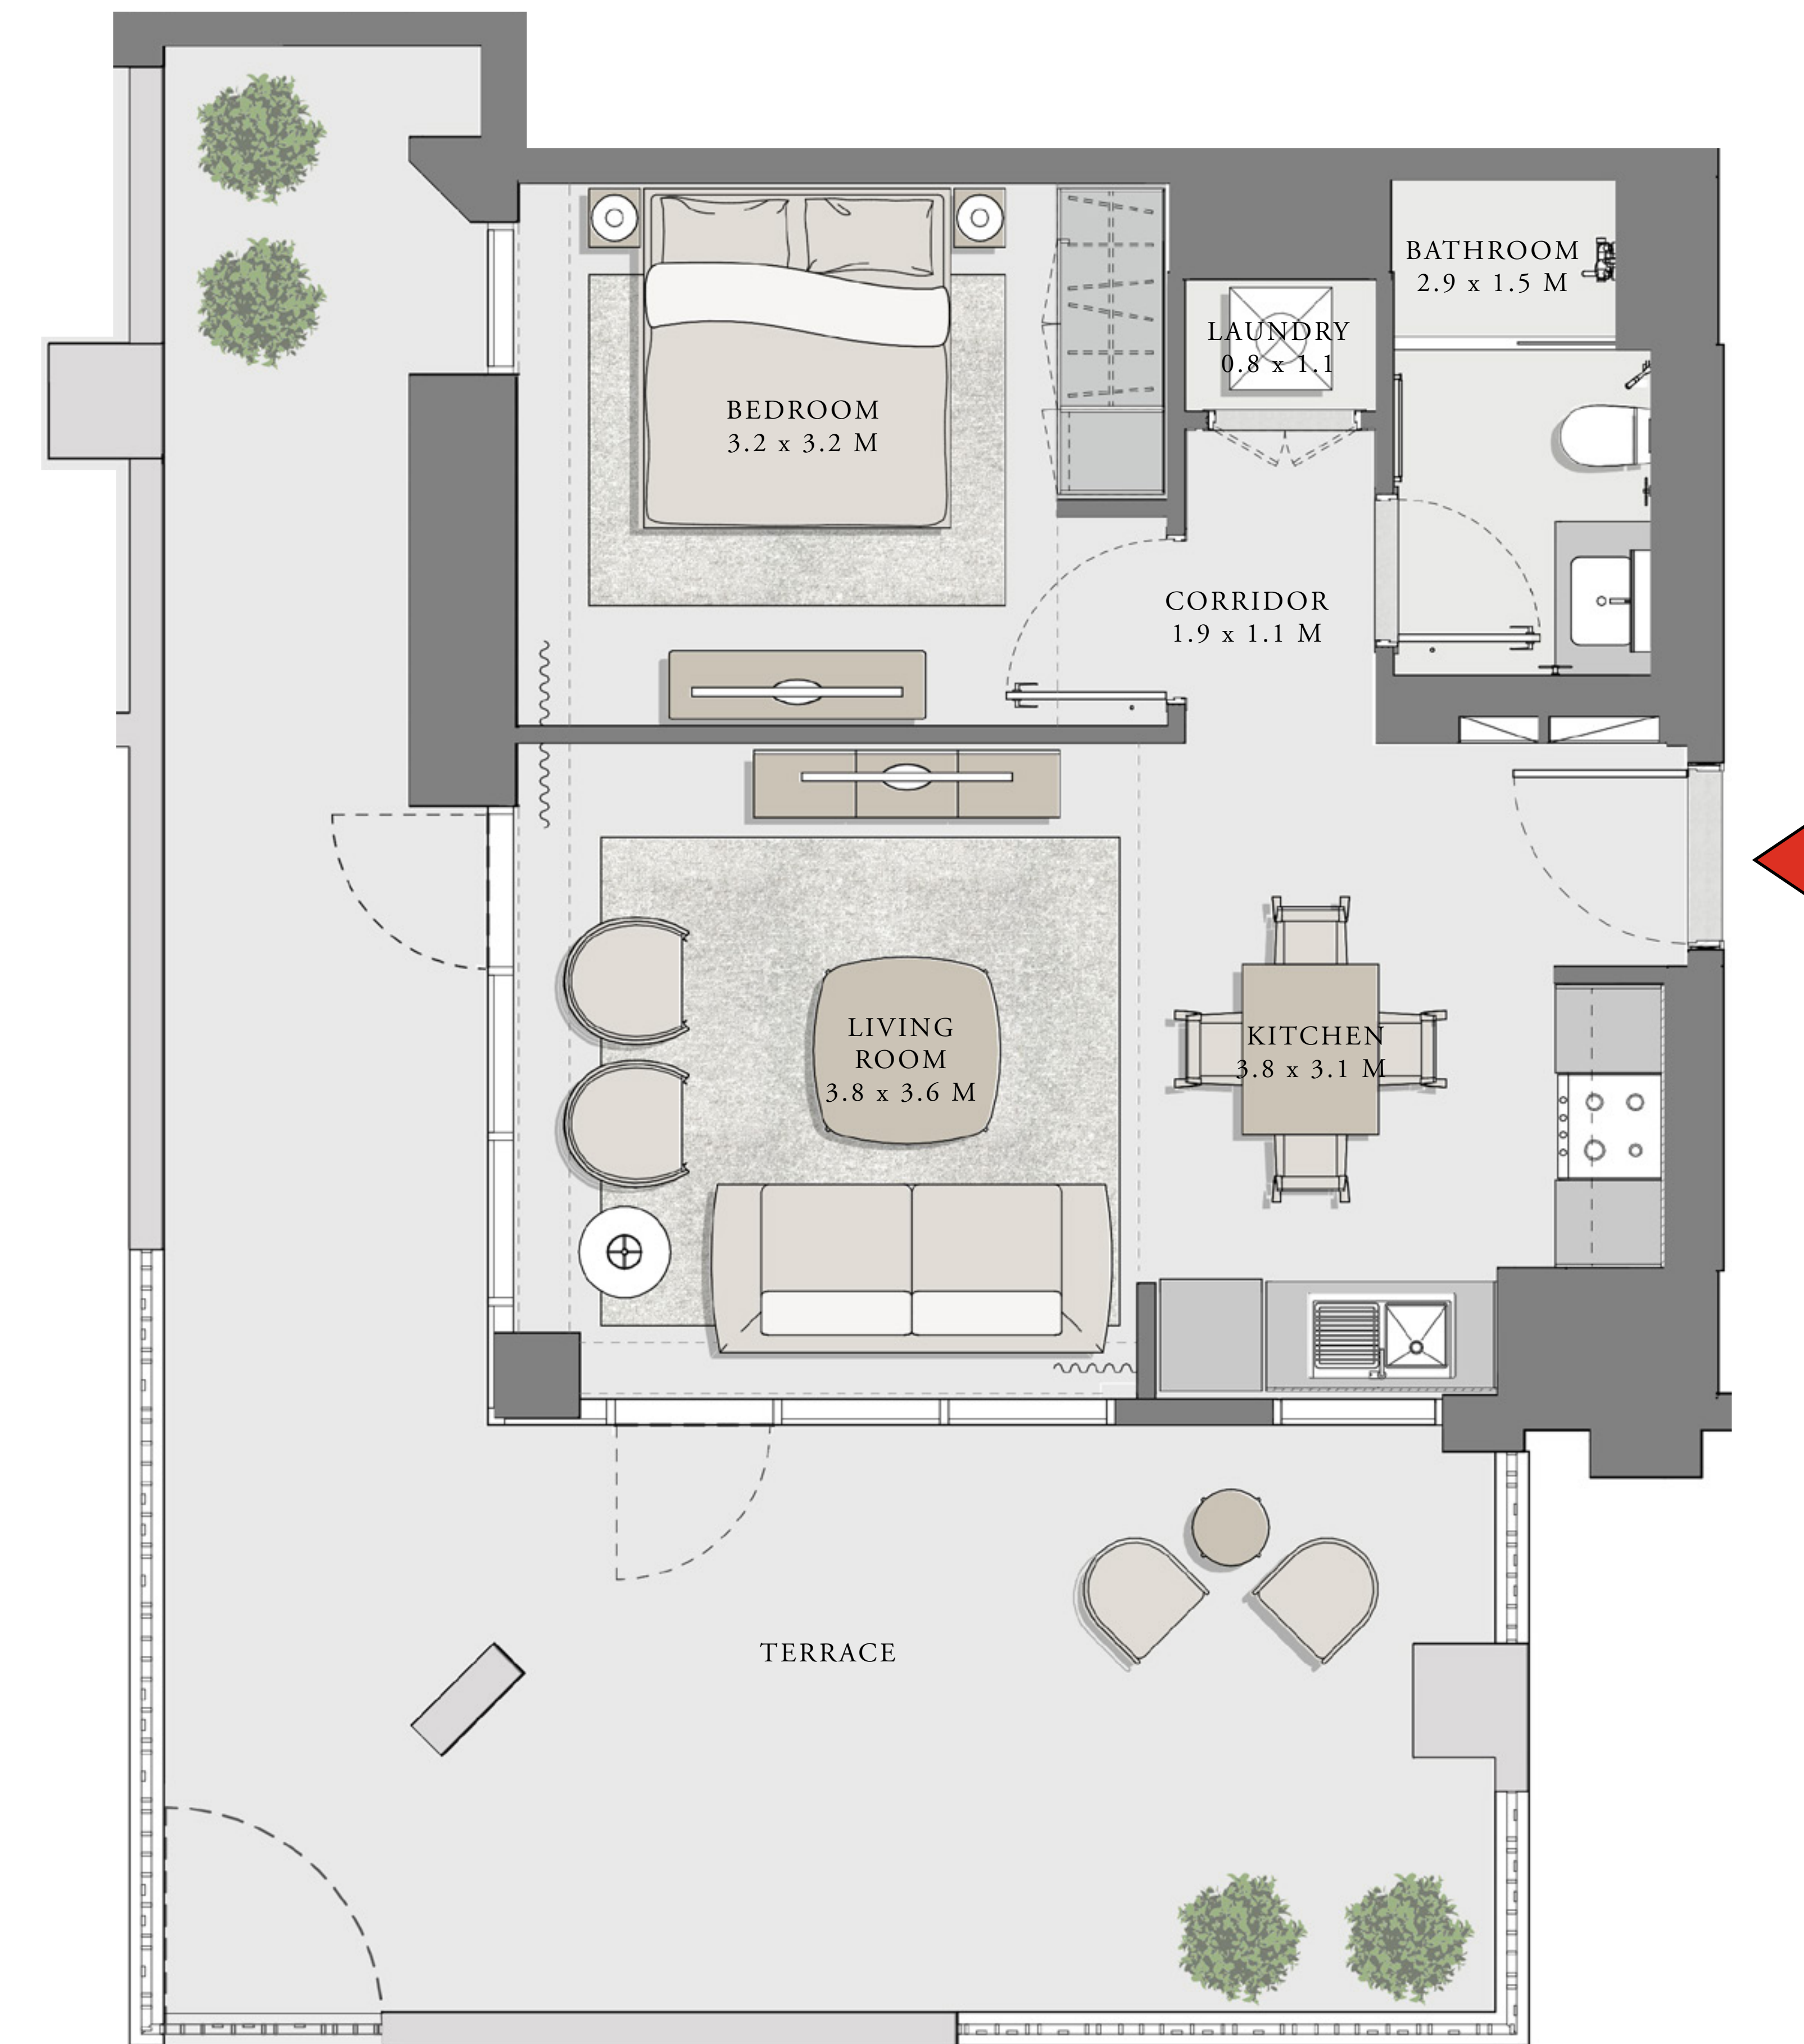 BATHROOM
2.9 x 1.5 M
LAUNDRY
0.8 x 1.1
BEDROOM
3.2 x 3.2 M
CORRIDOR
1.9 x 1.1 M
LIVING
ROOM
3.8 x 3.6 M
KITCHEN
3.8 x 3.1 M
TERRACE